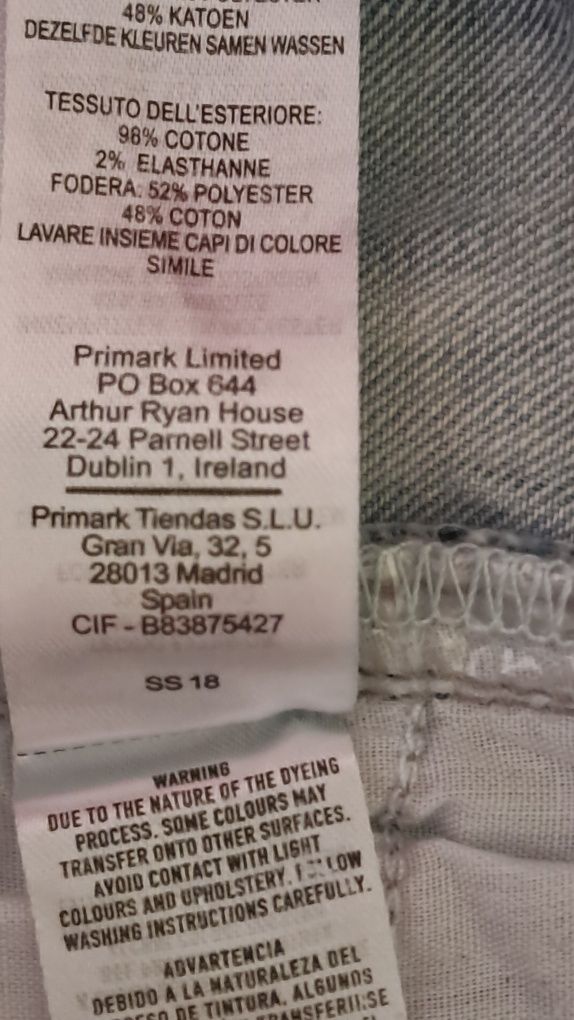 48% KATOEN
DEZELFDE KLEUREN SAMEN WASSEN
TESSUTO DELL'ESTERIORE:
98% COTONE
2% ELASTHANNE
FODERA: 52% POLYESTER
48% COTON
LAVARE INSIEME CAPI DI COLORE
SIMILE
Primark Limited
PO Box 644
Arthur Ryan House
22-24 Parnell Street
Dublin 1, Ireland
Primark Tiendas S.L.U.
Gran Via, 32, 5
28013 Madrid
Spain
CIF - B83875427
SS 18
WARNING
DUE TO THE NATURE OF THE DYEING
PROCESS. SOME COLOURS MAY
TRANSFER ONTO OTHER SURFACES.
AVOID CONTACT WITH LIGHT
COLOURS AND UPHOLSTERY. FOLLOW
WASHING INSTRUCTIONS CAREFULLY.
ADVARTENCIA
DEBIDO A LA NATURALEZA DEL
DE TINTURA. ALGUNOS